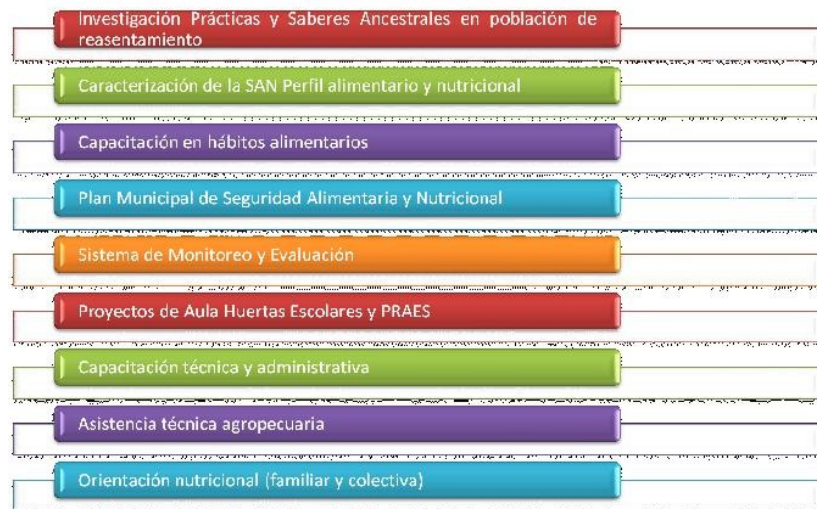 Investigación Prácticas y Saberes Ancestrales en población de
reasentamiento
Caracterización de la SAN Perfil alimentario y nutricional
Capacitación en hábitos alimentarios
Plan Municipal de Seguridad Alimentaria y Nutricional
Sistema de Monitoreo y Evaluación
Proyectos de Aula Huertas Escolares y PRAES
Capacitación técnica y administrativa
Asistencia técnica agropecuaria
Orientación nutricional (familiar y colectiva)